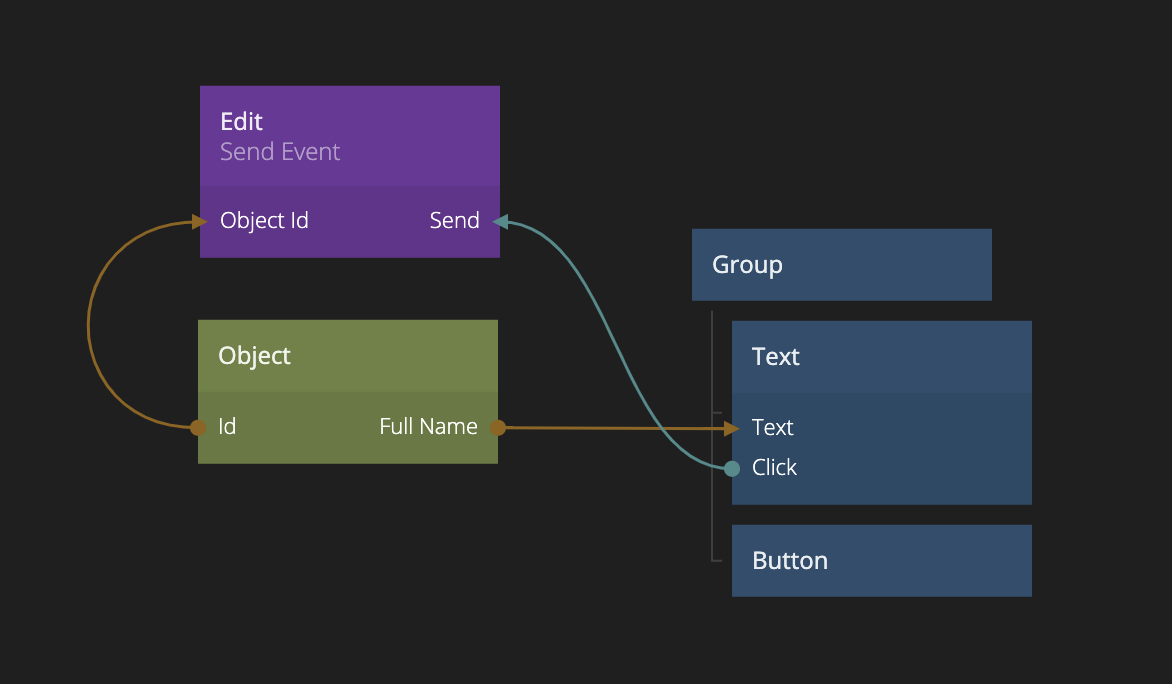 Edit
Send Event
Object Id
Send
Object
Id
Full Name
Group
Text
Text
Click
Button